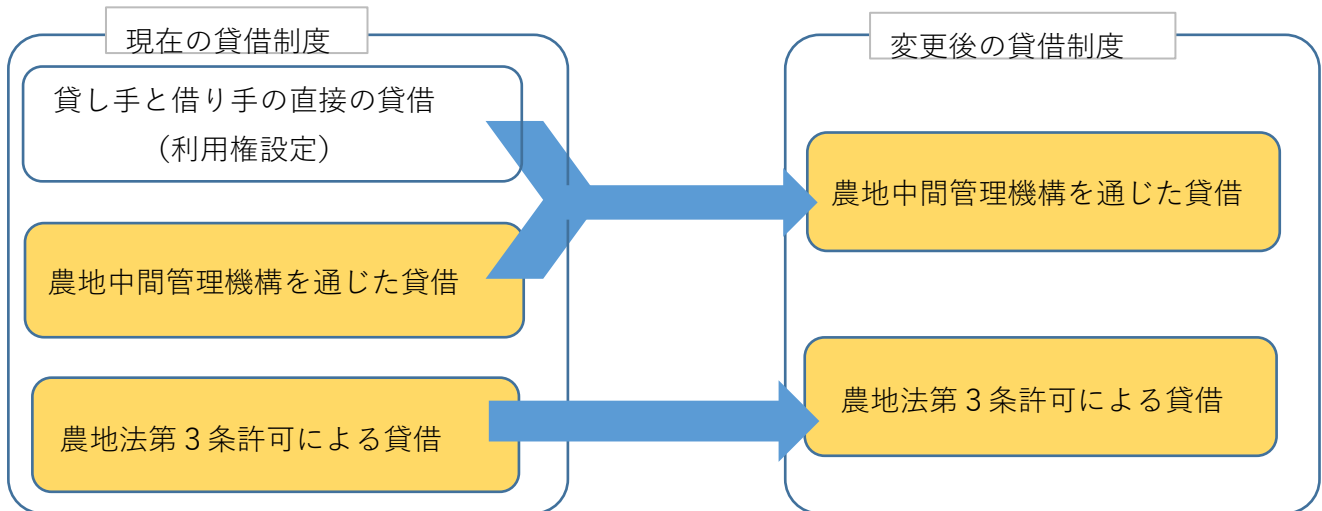 現在の貸借制度
貸し手と借り手の直接の貸借
（利用権設定）
農地中間管理機構を通じた貸借
農地法第３条許可による貸借
変更後の貸借制度
農地中間管理機構を通じた貸借
農地法第３条許可による貸借